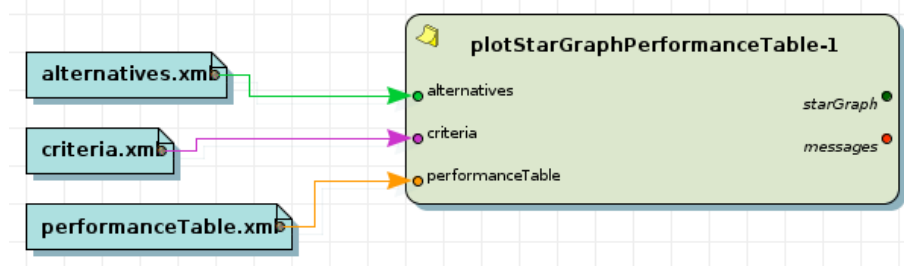 plotStarGraphPerformanceTable-1
alternatives.xml
alternatives
starGraph
criteria.xml
criteria
messages
performanceTable
performanceTable.xml